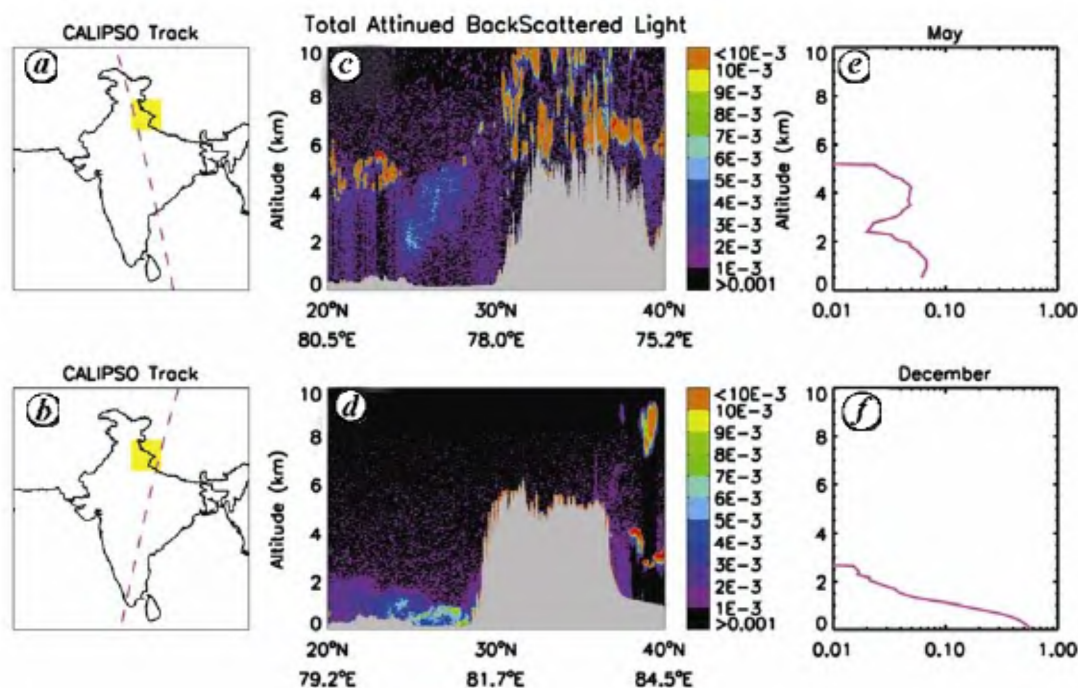 Total Attinued BackScattered Light
CALIPSO Track
May
a
c
e
10
8
6
4
2
0
Altitude (km)
<10E-3
10E-3
9E-3
8E-3
7E-3
6E-3
5E-3
4E-3
3E-3
2E-3
1E-3
>0.001
Altitude (km)
10
8
6
4
2
0
20°N 30°N 40°N
80.5°E 78.0°E 75.2°E
0.01 0.10 1.00
CALIPSO Track
December
b
d
f
10
8
6
4
2
0
Altitude (km)
<10E-3
10E-3
9E-3
8E-3
7E-3
6E-3
5E-3
4E-3
3E-3
2E-3
1E-3
>0.001
Altitude (km)
10
8
6
4
2
0
20°N 30°N 40°N
79.2°E 81.7°E 84.5°E
0.01 0.10 1.00